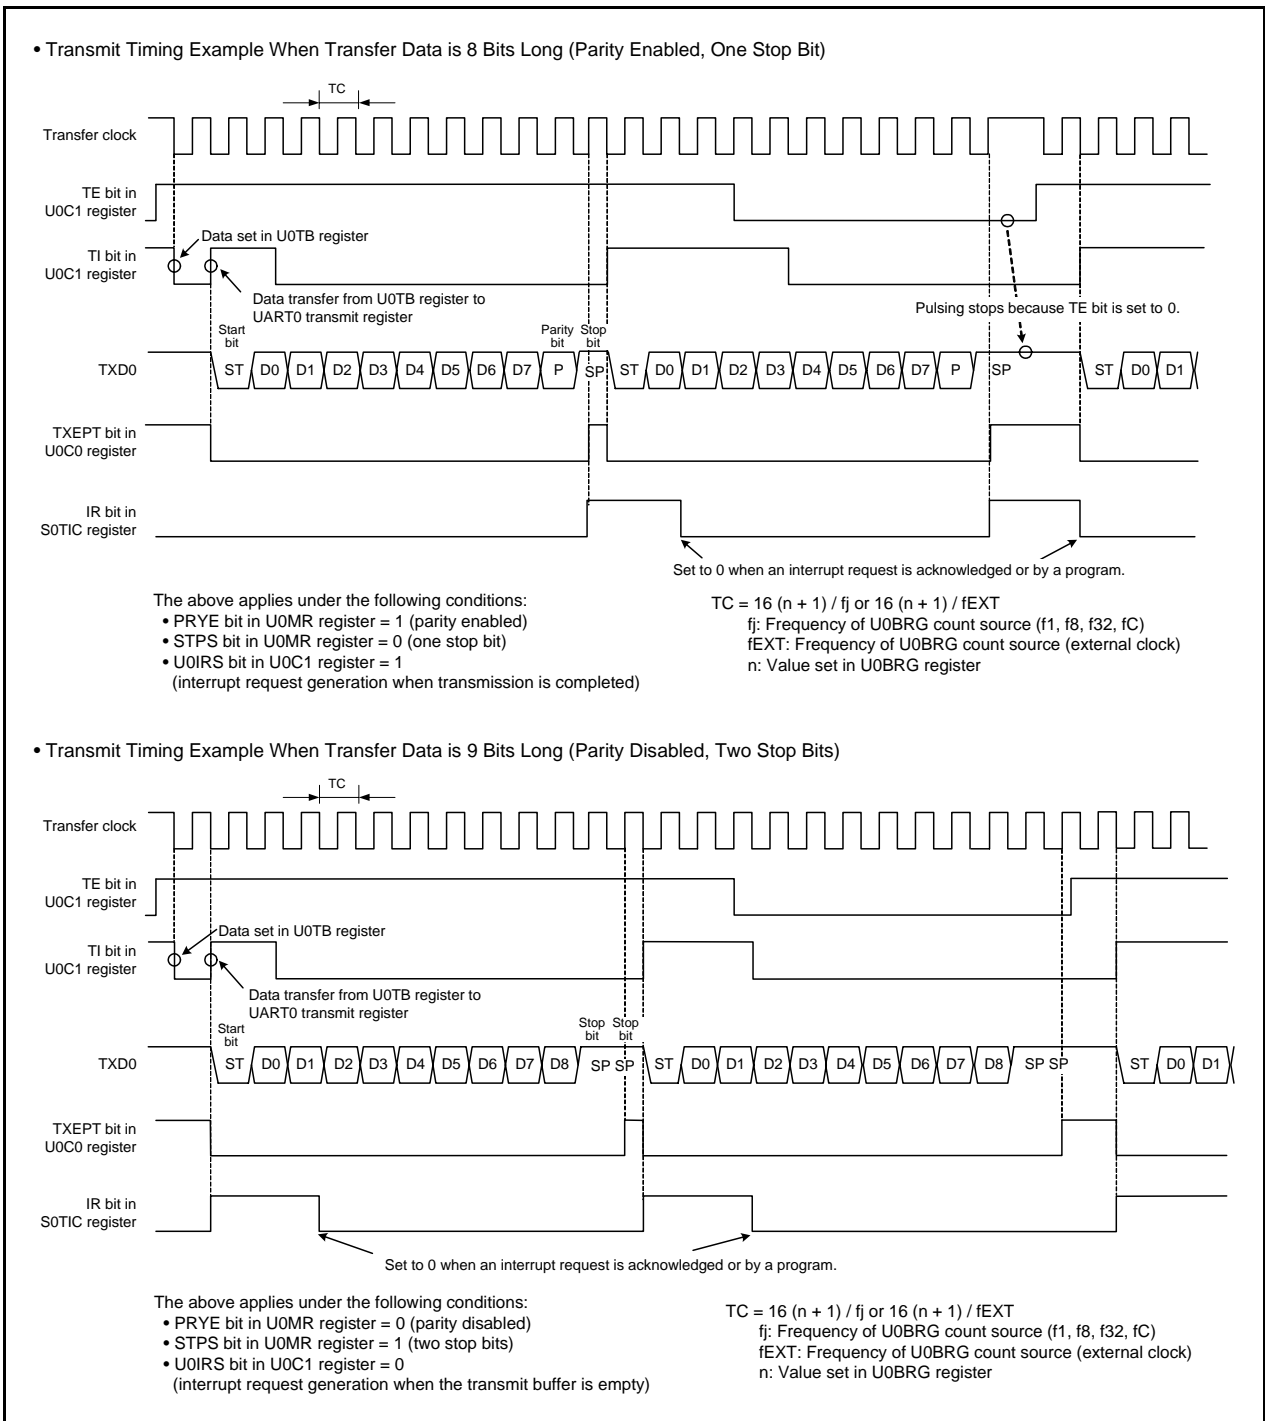 • Transmit Timing Example When Transfer Data is 8 Bits Long (Parity Enabled, One Stop Bit)
TC
Transfer clock
TE bit in
U0C1 register
Data set in U0TB register
TI bit in
U0C1 register
Data transfer from U0TB register to
UART0 transmit register
Pulsing stops because TE bit is set to 0.
Start
bit
Parity
bit
Stop
bit
TXD0
ST D0 D1 D2 D3 D4 D5 D6 D7 P SP ST D0 D1 D2 D3 D4 D5 D6 D7 P SP ST D0 D1
TXEPT bit in
U0C0 register
IR bit in
S0TIC register
Set to 0 when an interrupt request is acknowledged or by a program.
The above applies under the following conditions:
• PRYE bit in U0MR register = 1 (parity enabled)
• STPS bit in U0MR register = 0 (one stop bit)
• U0IRS bit in U0C1 register = 1
(interrupt request generation when transmission is completed)
TC = 16 (n + 1) / fj or 16 (n + 1) / fEXT
fj: Frequency of U0BRG count source (f1, f8, f32, fC)
fEXT: Frequency of U0BRG count source (external clock)
n: Value set in U0BRG register
• Transmit Timing Example When Transfer Data is 9 Bits Long (Parity Disabled, Two Stop Bits)
TC
Transfer clock
TE bit in
U0C1 register
Data set in U0TB register
TI bit in
U0C1 register
Data transfer from U0TB register to
UART0 transmit register
Start
bit
Stop
bit
Stop
bit
TXD0
ST D0 D1 D2 D3 D4 D5 D6 D7 D8 SP SP ST D0 D1 D2 D3 D4 D5 D6 D7 D8 SP SP ST D0 D1
TXEPT bit in
U0C0 register
IR bit in
S0TIC register
Set to 0 when an interrupt request is acknowledged or by a program.
The above applies under the following conditions:
• PRYE bit in U0MR register = 0 (parity disabled)
• STPS bit in U0MR register = 1 (two stop bits)
• U0IRS bit in U0C1 register = 0
(interrupt request generation when the transmit buffer is empty)
TC = 16 (n + 1) / fj or 16 (n + 1) / fEXT
fj: Frequency of U0BRG count source (f1, f8, f32, fC)
fEXT: Frequency of U0BRG count source (external clock)
n: Value set in U0BRG register